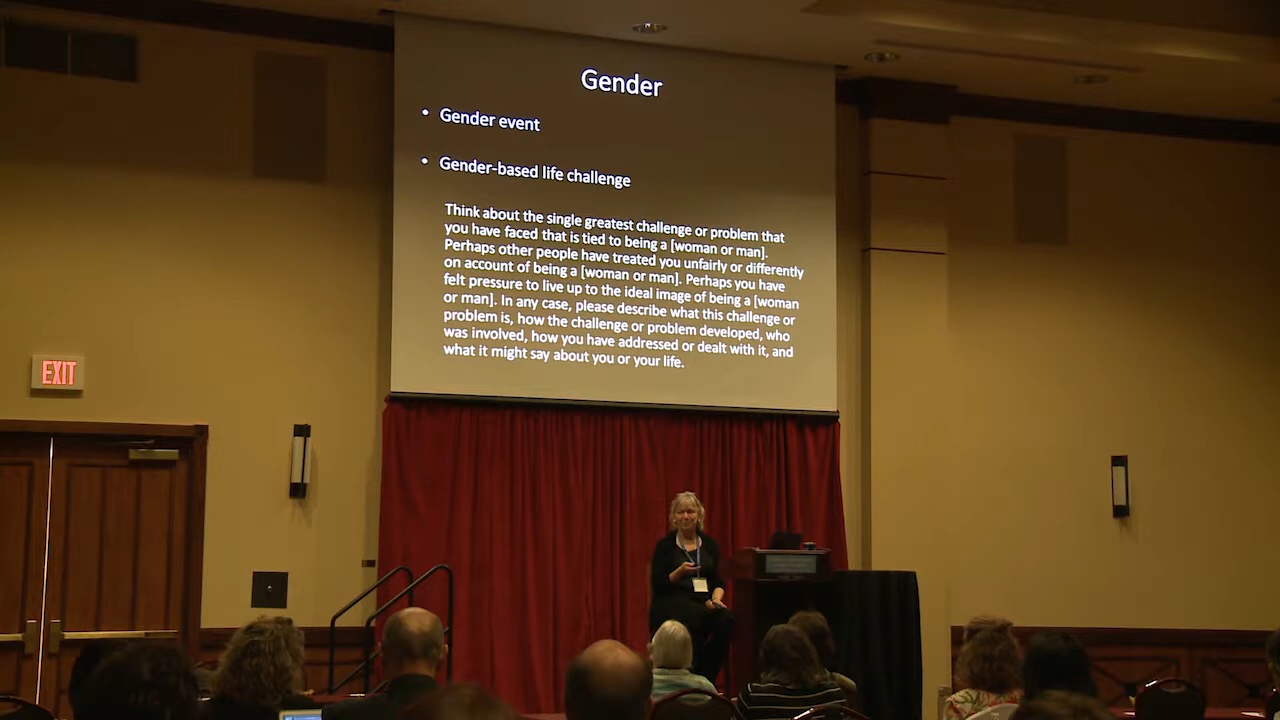 Gender
• Gender event
• Gender-based life challenge
Think about the single greatest challenge or problem that
you have faced that is tied to being a [woman or man].
Perhaps other people have treated you unfairly or differently
on account of being a [woman or man]. Perhaps you have
felt pressure to live up to the ideal image of being a [woman
or man]. In any case, please describe what this challenge or
problem is, how the challenge or problem developed, who
was involved, how you have addressed or dealt with it, and
what it might say about you or your life.
EXIT